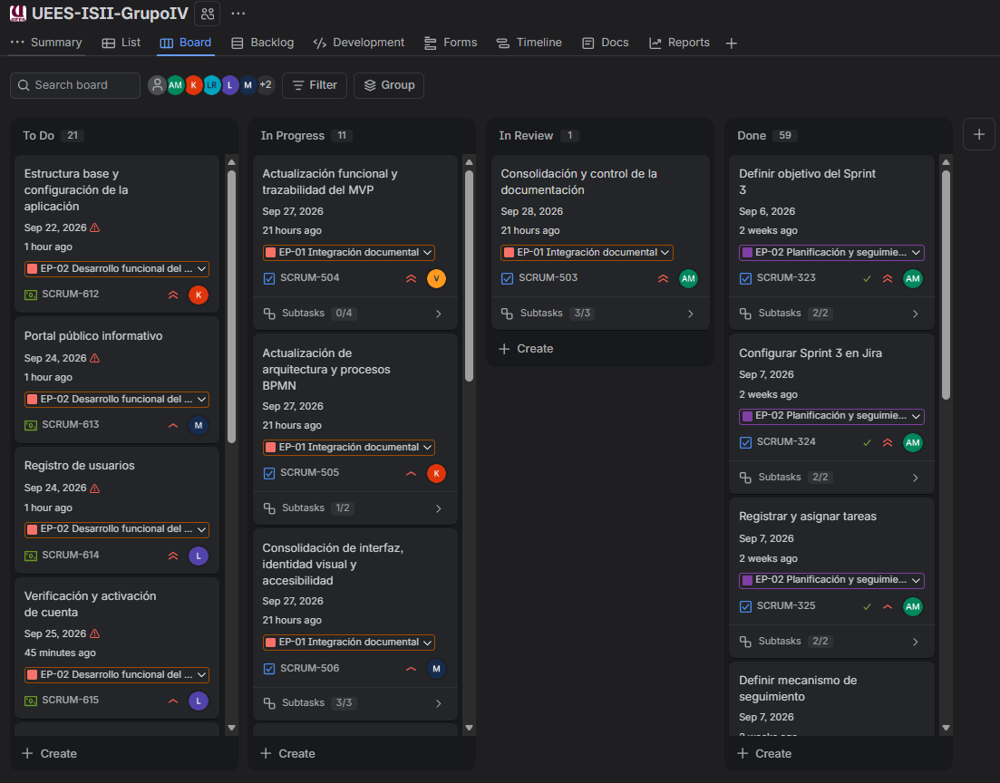 UEES
UEES-ISII-GrupoIV
Summary
List
Board
Backlog
Development
Forms
Timeline
Docs
Reports
Search board
AM
K
LR
L
M
+2
Filter
Group
To Do 21
Estructura base y
configuración de la
aplicación
Sep 22, 2026
1 hour ago
EP-02 Desarrollo funcional del ...
SCRUM-612
K
Portal público informativo
Sep 24, 2026
1 hour ago
EP-02 Desarrollo funcional del ...
SCRUM-613
M
Registro de usuarios
Sep 24, 2026
1 hour ago
EP-02 Desarrollo funcional del ...
SCRUM-614
L
Verificación y activación
de cuenta
Sep 25, 2026
45 minutes ago
EP-02 Desarrollo funcional del ...
SCRUM-615
L
Create
In Progress 11
Actualización funcional y
trazabilidad del MVP
Sep 27, 2026
21 hours ago
EP-01 Integración documental
SCRUM-504
V
Subtasks 0/4
Actualización de
arquitectura y procesos
BPMN
Sep 27, 2026
21 hours ago
EP-01 Integración documental
SCRUM-505
K
Subtasks 1/2
Consolidación de interfaz,
identidad visual y
accesibilidad
Sep 27, 2026
21 hours ago
EP-01 Integración documental
SCRUM-506
M
Subtasks 3/3
Create
In Review 1
Consolidación y control de la
documentación
Sep 28, 2026
21 hours ago
EP-01 Integración documental
SCRUM-503
AM
Subtasks 3/3
Create
Done 59
Definir objetivo del Sprint
3
Sep 6, 2026
2 weeks ago
EP-02 Planificación y seguimie...
SCRUM-323
AM
Subtasks 2/2
Configurar Sprint 3 en Jira
Sep 7, 2026
2 weeks ago
EP-02 Planificación y seguimie...
SCRUM-324
AM
Subtasks 2/2
Registrar y asignar tareas
Sep 7, 2026
2 weeks ago
EP-02 Planificación y seguimie...
SCRUM-325
AM
Subtasks 2/2
Definir mecanismo de
seguimiento
Sep 7, 2026
2 weeks ago
Create